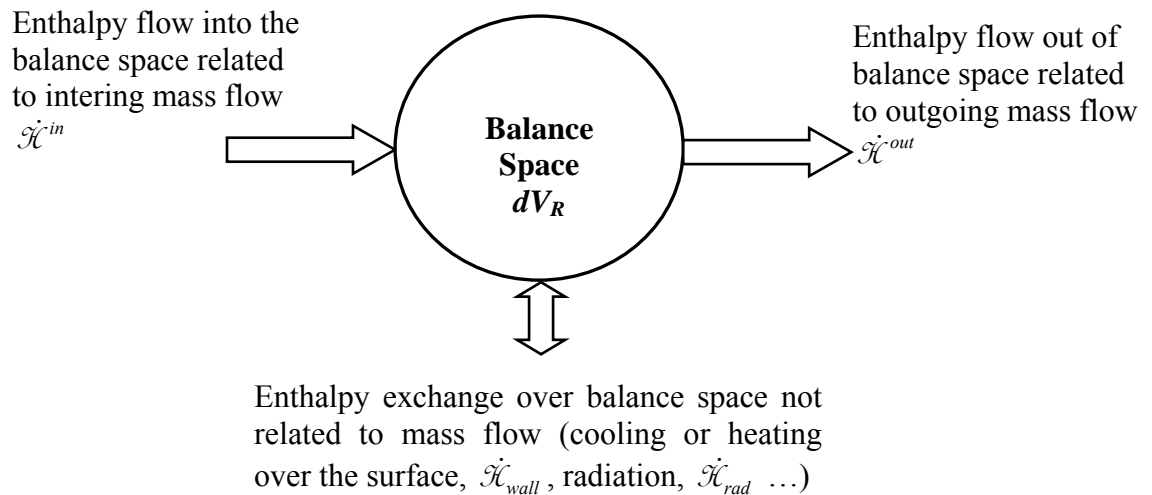 Enthalpy flow into the
balance space related
to intering mass flow
ℋ̇ⁱⁿ
Balance
Space
dV_R
Enthalpy flow out of
balance space related
to outgoing mass flow
ℋ̇ᵒᵘᵗ
Enthalpy exchange over balance space not
related to mass flow (cooling or heating
over the surface, ℋ̇_wall , radiation, ℋ̇_rad …)